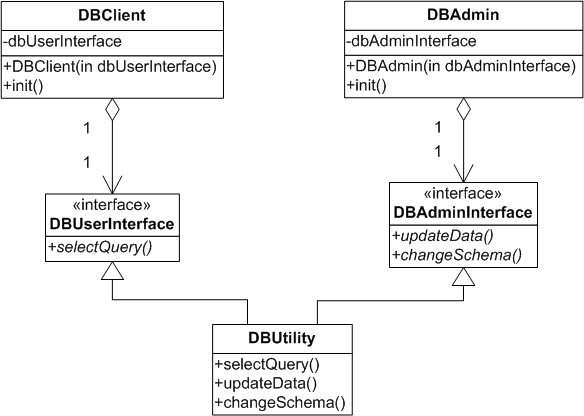 DBClient
-dbUserInterface
+DBClient(in dbUserInterface)
+init()
DBAdmin
-dbAdminInterface
+DBAdmin(in dbAdminInterface)
+init()
1
1
1
1
«interface»
DBUserInterface
+selectQuery()
«interface»
DBAdminInterface
+updateData()
+changeSchema()
DBUtility
+selectQuery()
+updateData()
+changeSchema()